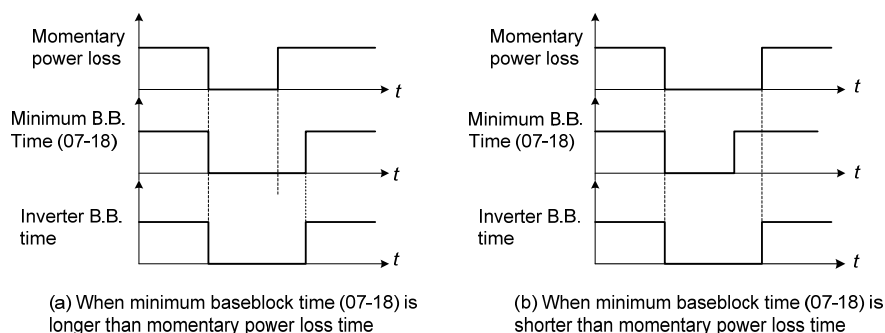 Momentary
power loss
t
Minimum B.B.
Time (07-18)
t
Inverter B.B.
time
t
(a) When minimum baseblock time (07-18) is
longer than momentary power loss time
Momentary
power loss
t
Minimum B.B.
Time (07-18)
t
Inverter B.B.
time
t
(b) When minimum baseblock time (07-18) is
shorter than momentary power loss time